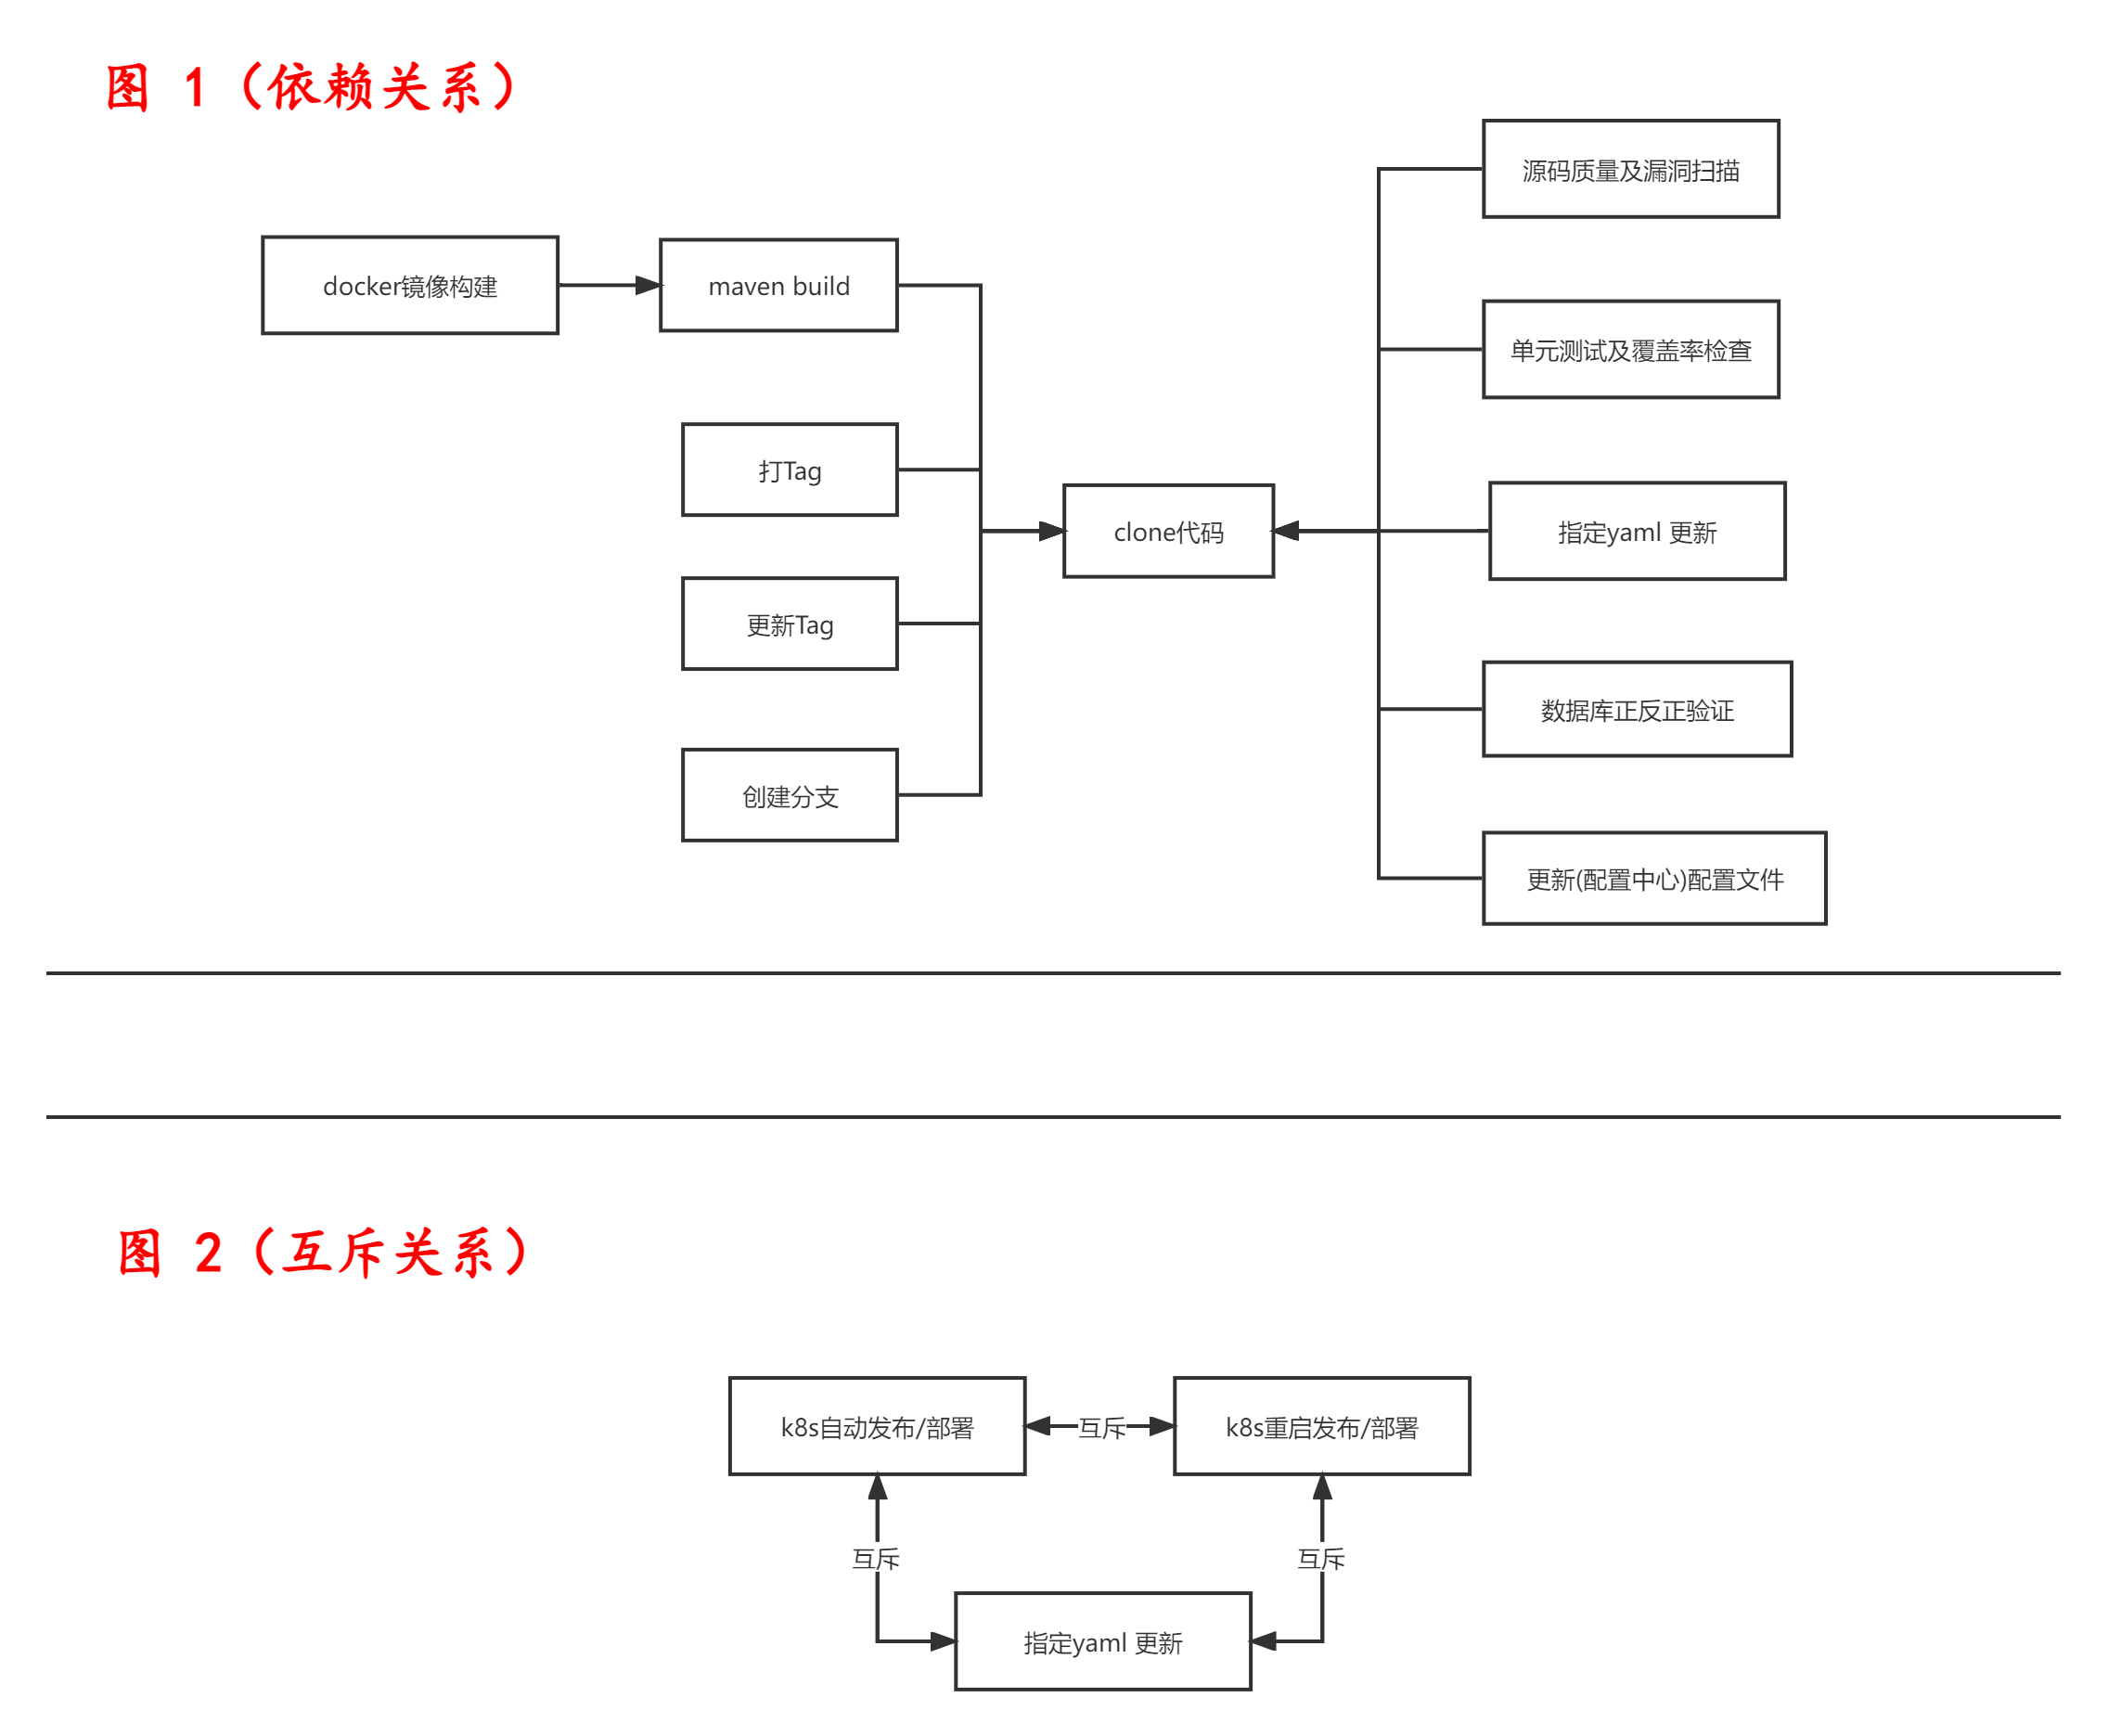 图 1（依赖关系）
源码质量及漏洞扫描
docker镜像构建
maven build
单元测试及覆盖率检查
打Tag
clone代码
指定yaml 更新
更新Tag
数据库正反正验证
创建分支
更新(配置中心)配置文件
图 2（互斥关系）
k8s自动发布/部署
互斥
k8s重启发布/部署
互斥
互斥
指定yaml 更新